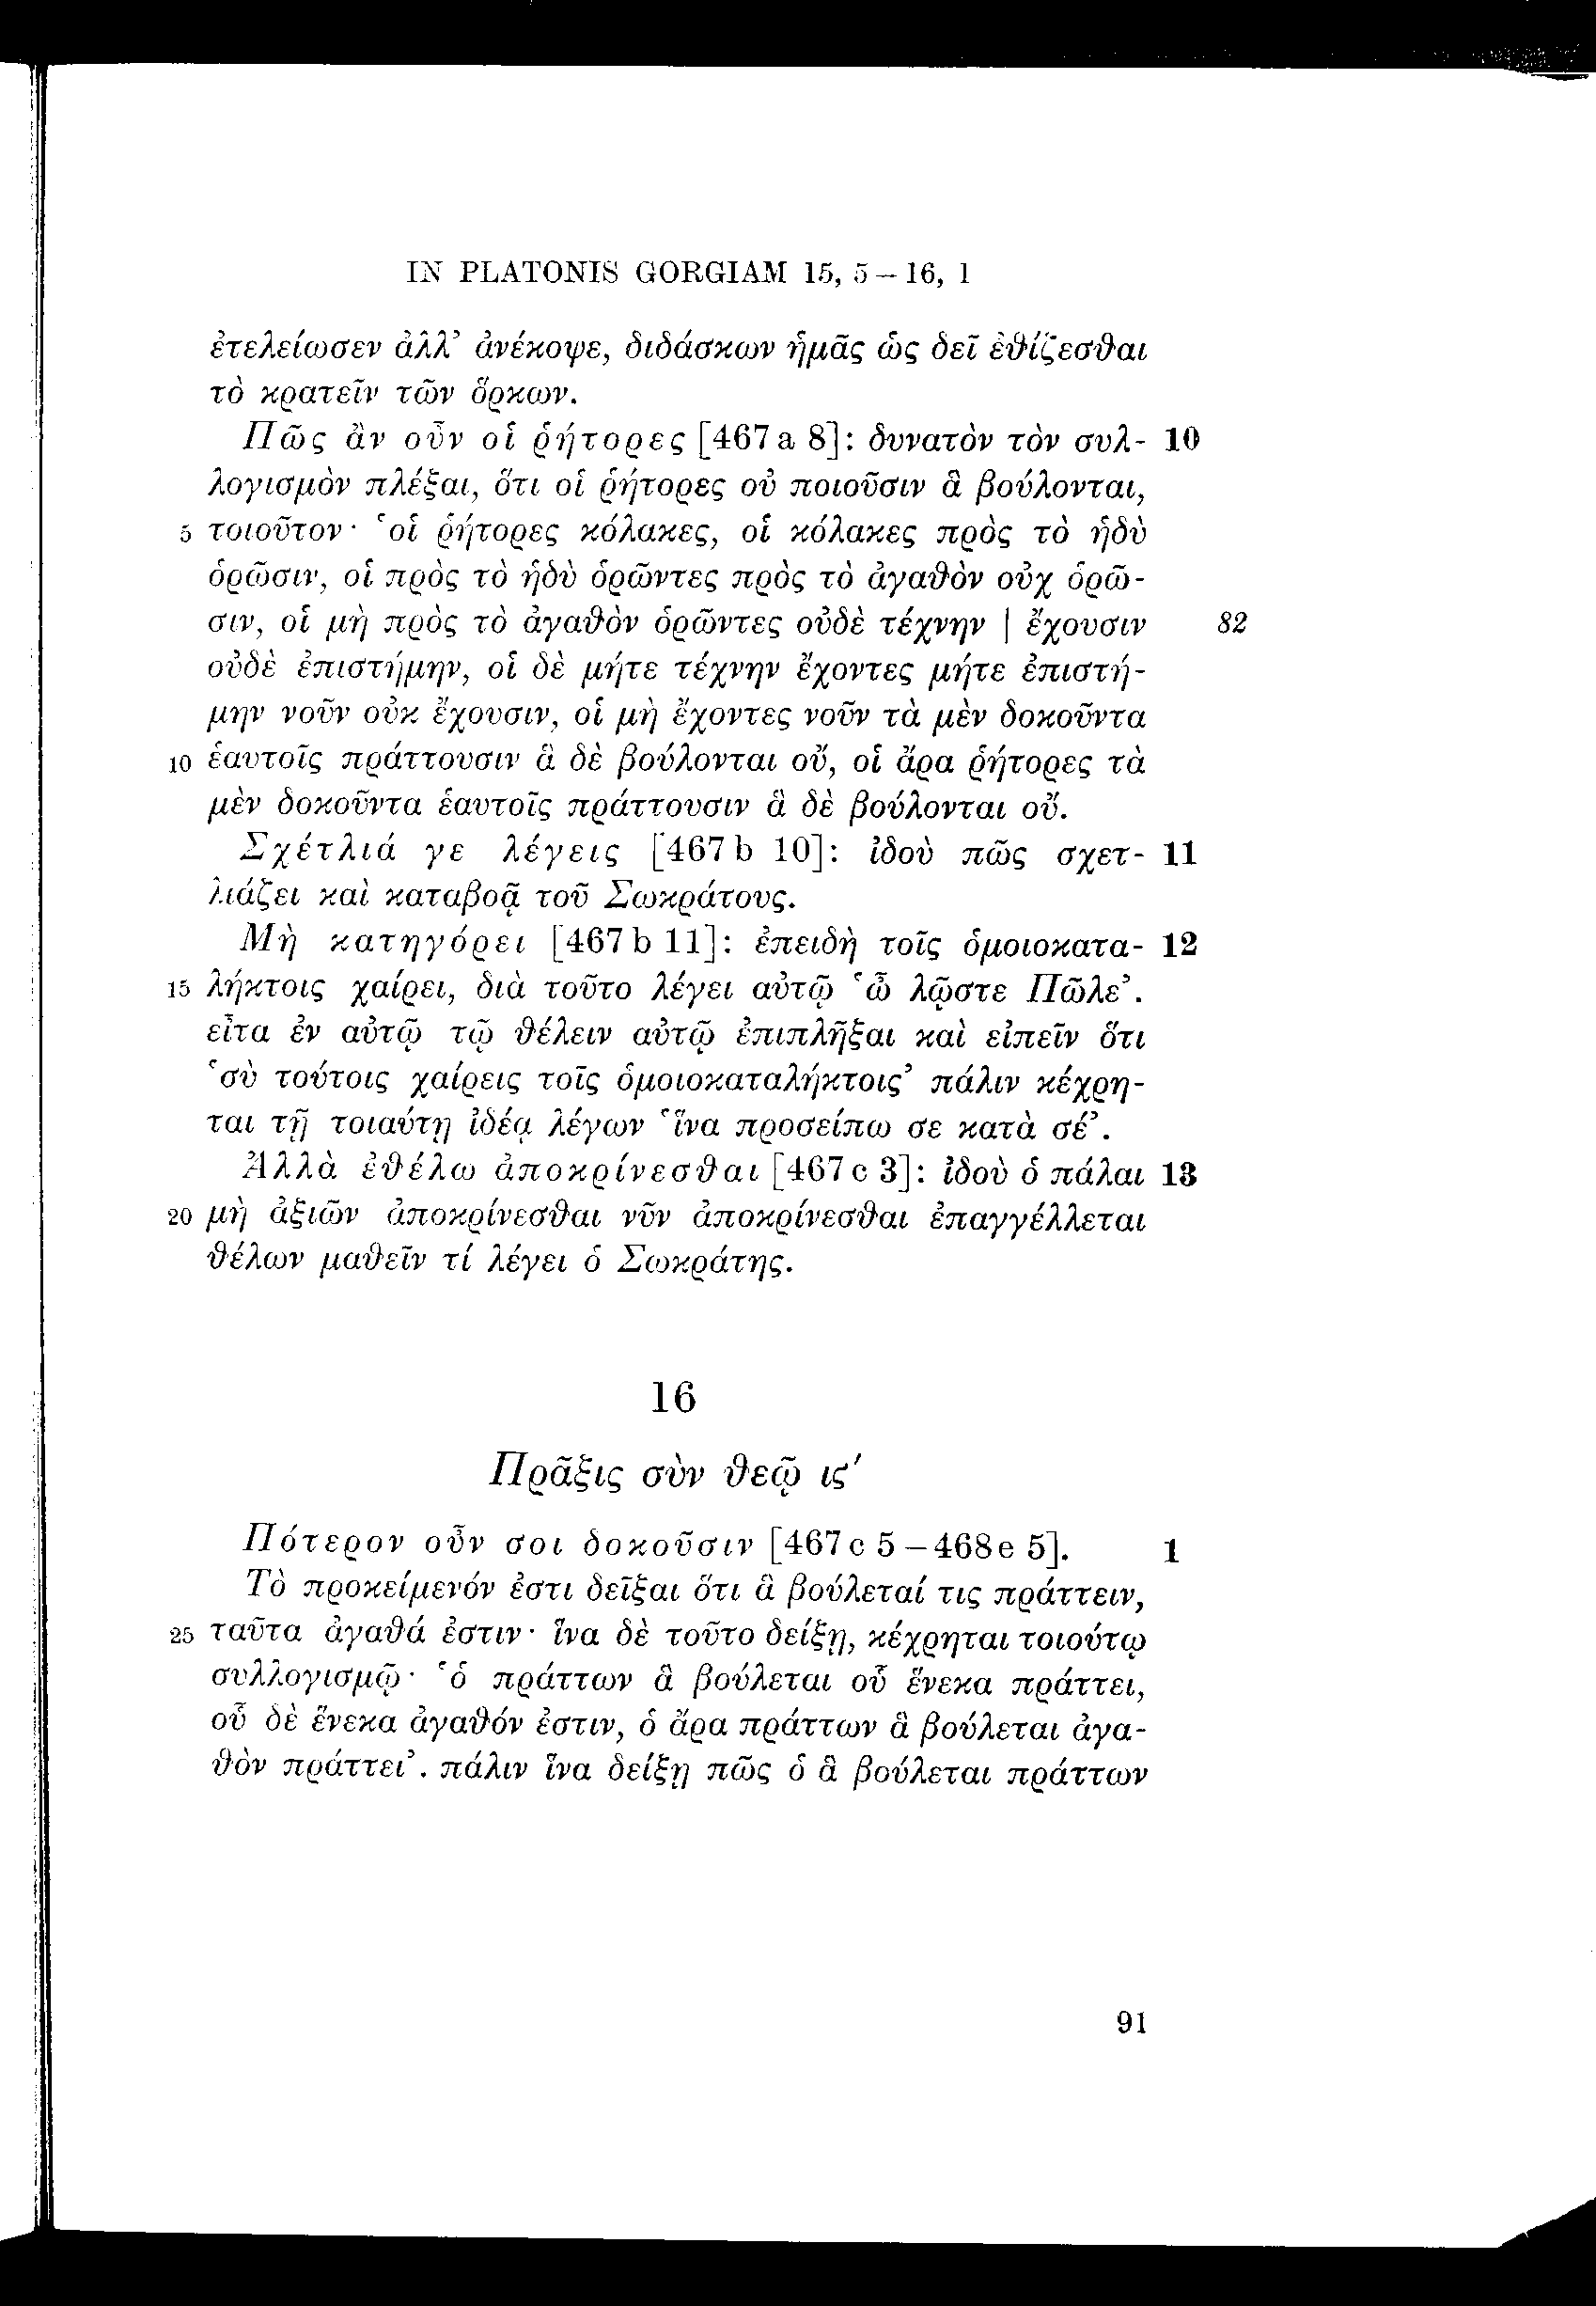 IN PLATONIS GORGIAM 15, 5 – 16, 1
ἐτελείωσεν ἀλλ’ ἀνέκοψε, διδάσκων ἡμᾶς ὡς δεῖ ἐθίζεσθαι
τὸ κρατεῖν τῶν ὅρκων.
Πῶς ἂν οὖν οἱ ῥήτορες [467 a 8]: δυνατὸν τὸν συλ- 10
λογισμὸν πλέξαι, ὅτι οἱ ῥήτορες οὐ ποιοῦσιν ἃ βούλονται,
5 τοιοῦτον· ‘οἱ ῥήτορες κόλακες, οἱ κόλακες πρὸς τὸ ἡδὺ
ὁρῶσιν, οἱ πρὸς τὸ ἡδὺ ὁρῶντες πρὸς τὸ ἀγαθὸν οὐχ ὁρῶ-
σιν, οἱ μὴ πρὸς τὸ ἀγαθὸν ὁρῶντες οὐδὲ τέχνην | ἔχουσιν 82
οὐδὲ ἐπιστήμην, οἱ δὲ μήτε τέχνην ἔχοντες μήτε ἐπιστή-
μην νοῦν οὐκ ἔχουσιν, οἱ μὴ ἔχοντες νοῦν τὰ μὲν δοκοῦντα
10 ἑαυτοῖς πράττουσιν ἃ δὲ βούλονται οὔ, οἱ ἄρα ῥήτορες τὰ
μὲν δοκοῦντα ἑαυτοῖς πράττουσιν ἃ δὲ βούλονται οὔ.
Σχέτλιά γε λέγεις [467 b 10]: ἰδοὺ πῶς σχετ- 11
λιάζει καὶ καταβοᾷ τοῦ Σωκράτους.
Μὴ κατηγόρει [467 b 11]: ἐπειδὴ τοῖς ὁμοιοκατα- 12
15 λήκτοις χαίρει, διὰ τοῦτο λέγει αὐτῷ ‘ὦ λῷστε Πῶλε’.
εἶτα ἐν αὐτῷ τῷ θέλειν αὐτῷ ἐπιπλῆξαι καὶ εἰπεῖν ὅτι
‘σὺ τούτοις χαίρεις τοῖς ὁμοιοκαταλήκτοις’ πάλιν κέχρη-
ται τῇ τοιαύτῃ ἰδέᾳ λέγων ‘ἵνα προσείπω σε κατὰ σέ’.
Ἀλλὰ ἐθέλω ἀποκρίνεσθαι [467 c 3]: ἰδοὺ ὁ πάλαι 13
20 μὴ ἀξιῶν ἀποκρίνεσθαι νῦν ἀποκρίνεσθαι ἐπαγγέλλεται
θέλων μαθεῖν τί λέγει ὁ Σωκράτης.
16
Πρᾶξις σὺν θεῷ ις′
Πότερον οὖν σοι δοκοῦσιν [467 c 5 – 468 e 5]. 1
Τὸ προκείμενόν ἐστι δεῖξαι ὅτι ἃ βούλεταί τις πράττειν,
25 ταῦτα ἀγαθά ἐστιν· ἵνα δὲ τοῦτο δείξῃ, κέχρηται τοιούτῳ
συλλογισμῷ· ‘ὁ πράττων ἃ βούλεται οὗ ἕνεκα πράττει,
οὗ δὲ ἕνεκα ἀγαθόν ἐστιν, ὁ ἄρα πράττων ἃ βούλεται ἀγα-
θὸν πράττει’. πάλιν ἵνα δείξῃ πῶς ὁ ἃ βούλεται πράττων
91